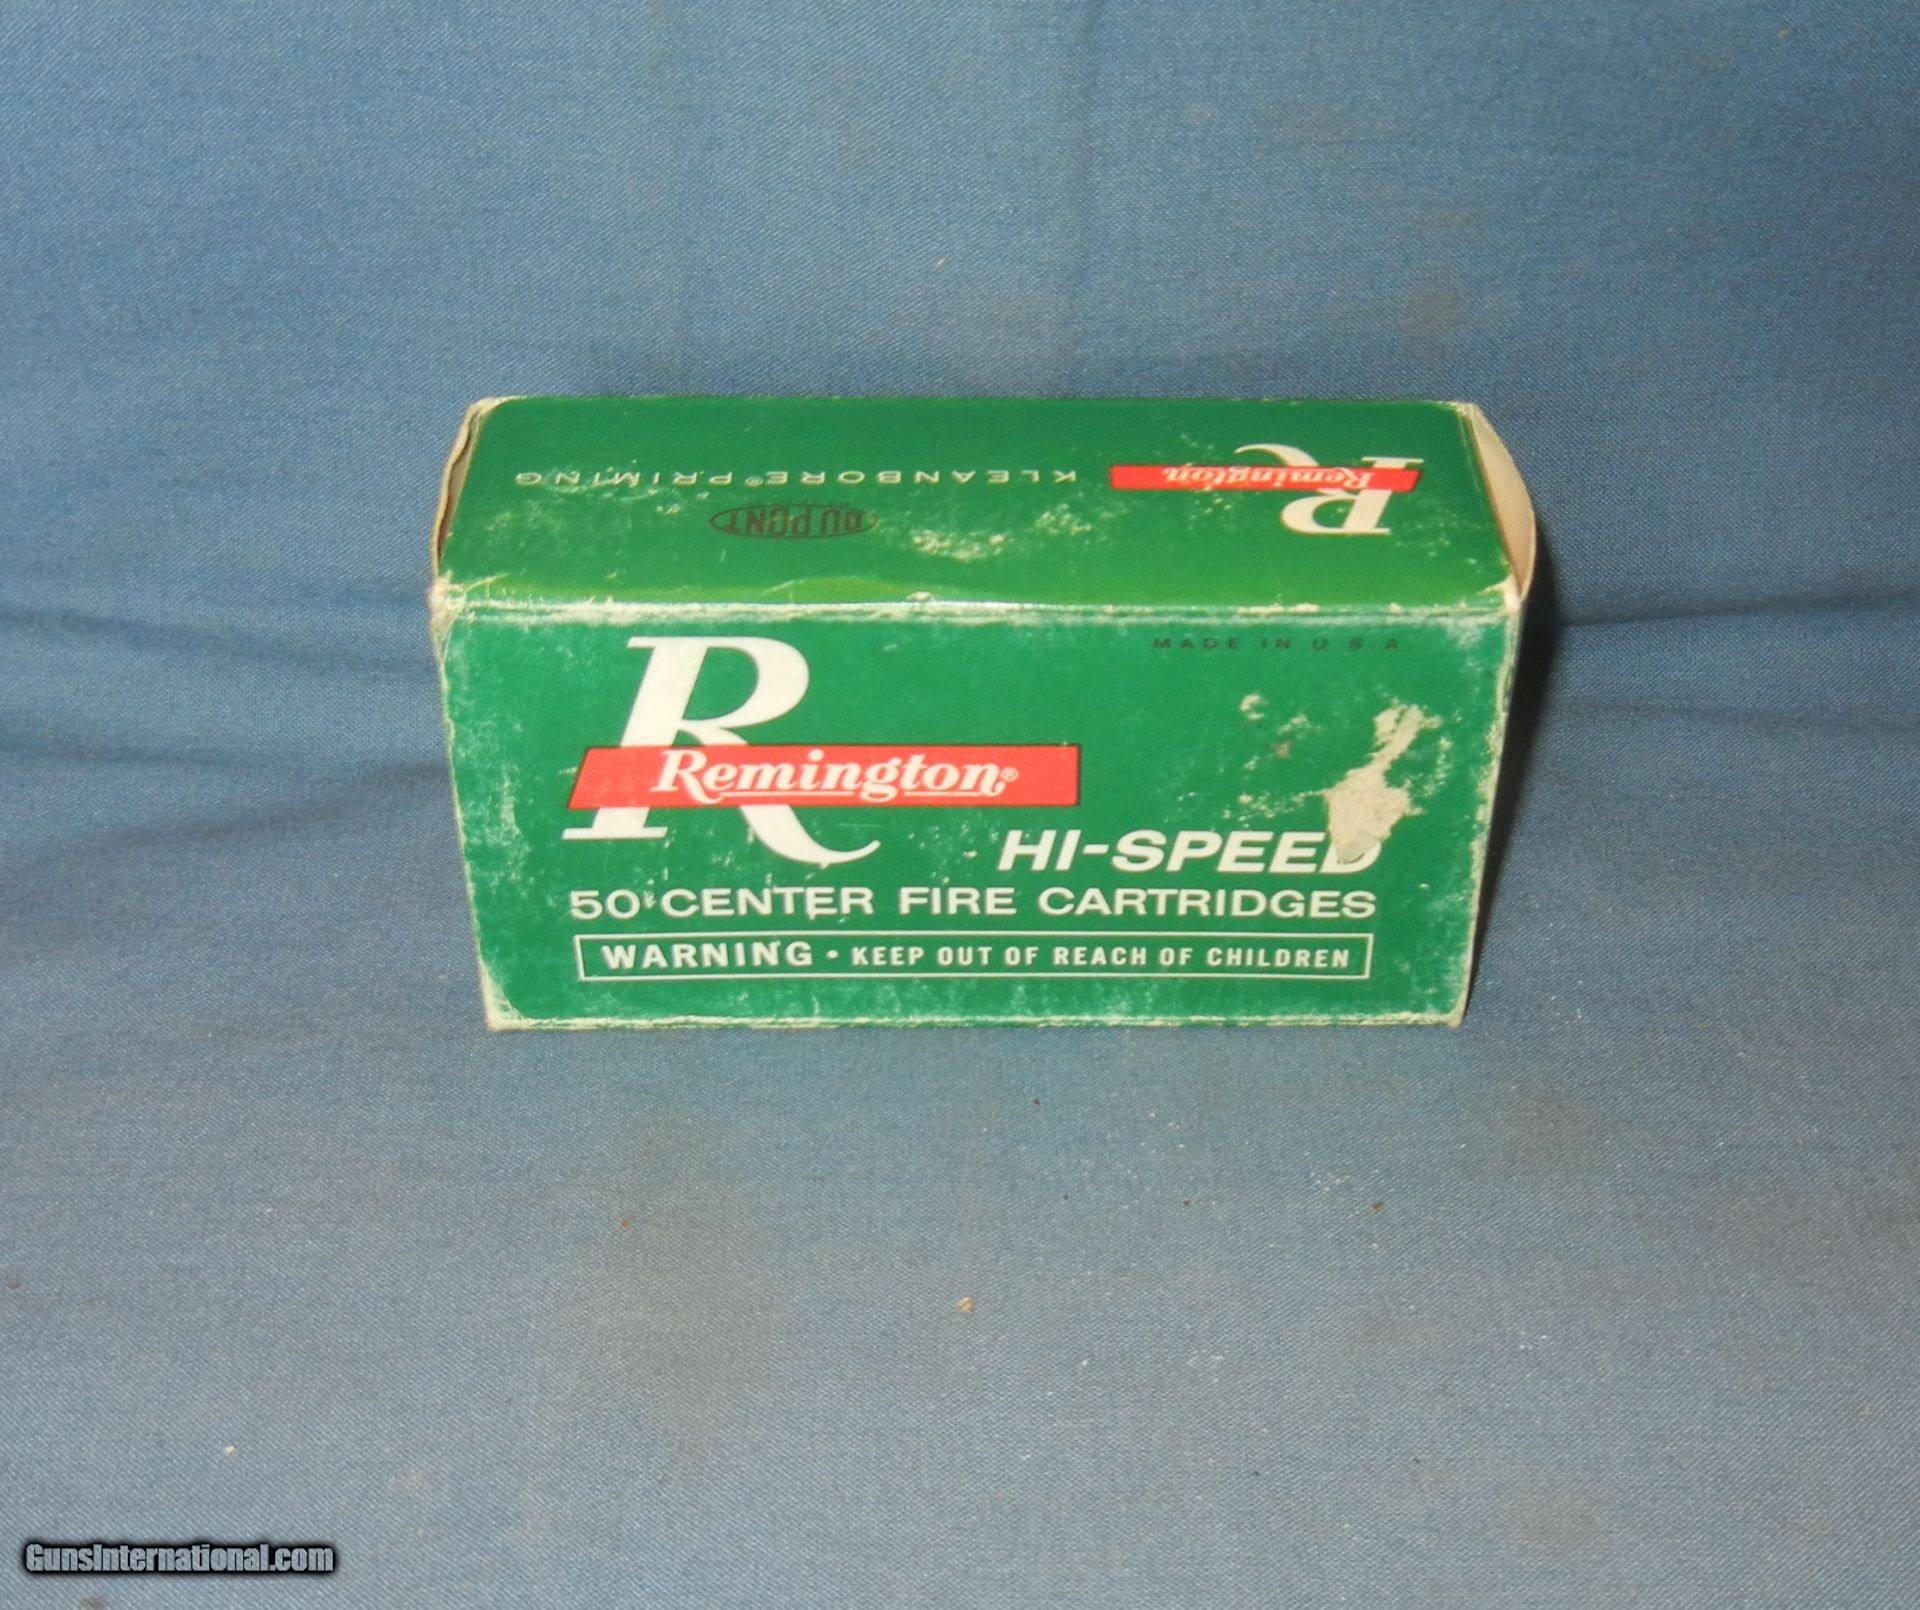 KLEANBORE® PRIMING
Remington
R
DU PONT
MADE IN U.S.A
R
Remington®
HI-SPEED
50 CENTER FIRE CARTRIDGES
WARNING • KEEP OUT OF REACH OF CHILDREN
GunsInternational.com